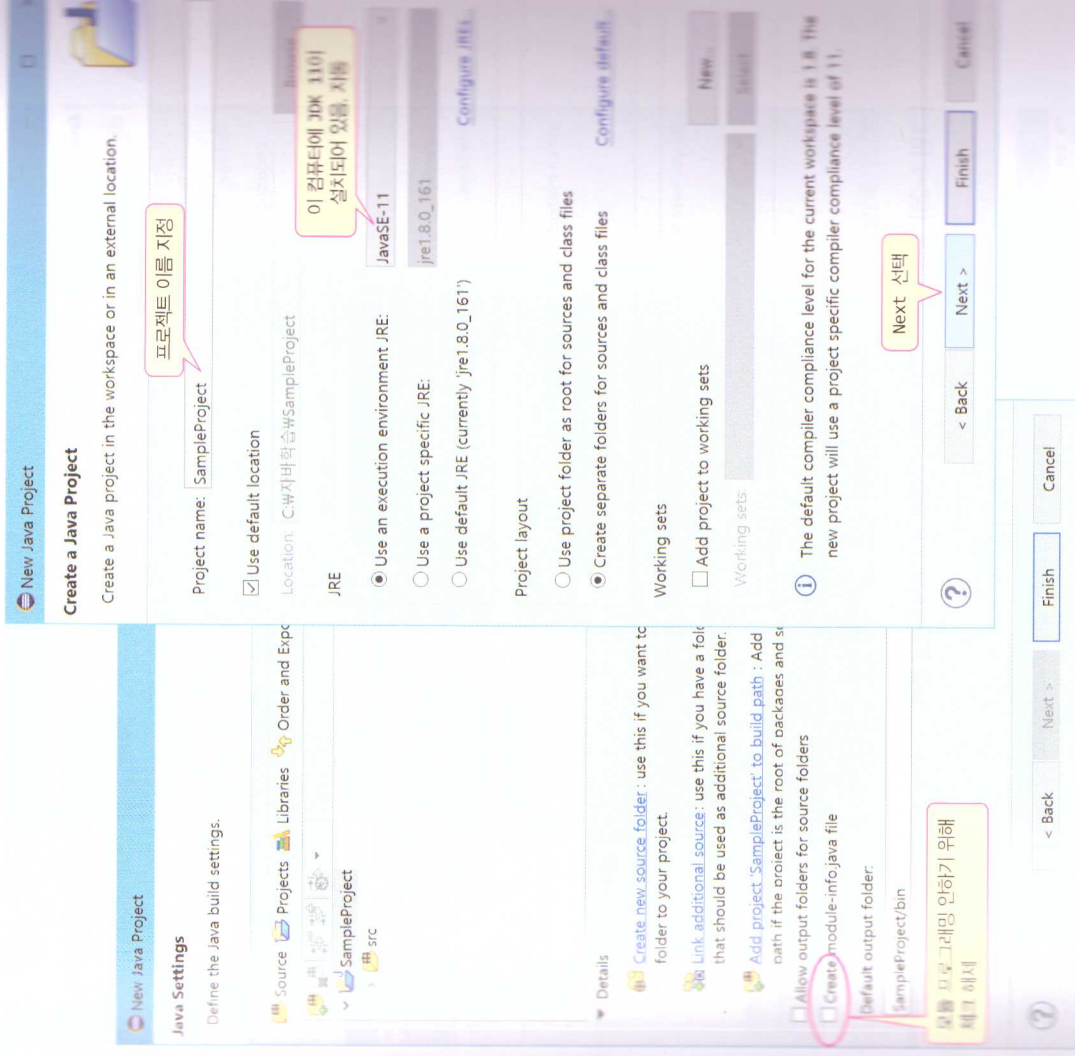 New Java Project
Create a Java Project
Create a Java project in the workspace or in an external location.
프로젝트 이름 지정
Project name: SampleProject
Use default location
Location: C:₩자바학습₩SampleProject
JRE
이 컴퓨터에 JDK 11이
설치되어 있음. 자동
Use an execution environment JRE: JavaSE-11
Use a project specific JRE: jre1.8.0_161
Use default JRE (currently 'jre1.8.0_161')
Configure JREs...
Project layout
Use project folder as root for sources and class files
Create separate folders for sources and class files
Configure default...
Working sets
Add project to working sets
New...
Working sets:
Select
The default compiler compliance level for the current workspace is 1.8. The
new project will use a project specific compiler compliance level of 11.
Next 선택
< Back Next > Finish Cancel
New Java Project
Java Settings
Define the Java build settings.
Source Projects Libraries Order and Expo
SampleProject
src
Details
Create new source folder: use this if you want to
folder to your project.
Link additional source: use this if you have a fol
that should be used as additional source folder.
Add project 'SampleProject' to build path: Add
path if the project is the root of packages and s
Allow output folders for source folders
Create module-info.java file
Default output folder:
SampleProject/bin
모듈 프로그래밍 안하기 위해
체크 해제
< Back Next > Finish Cancel